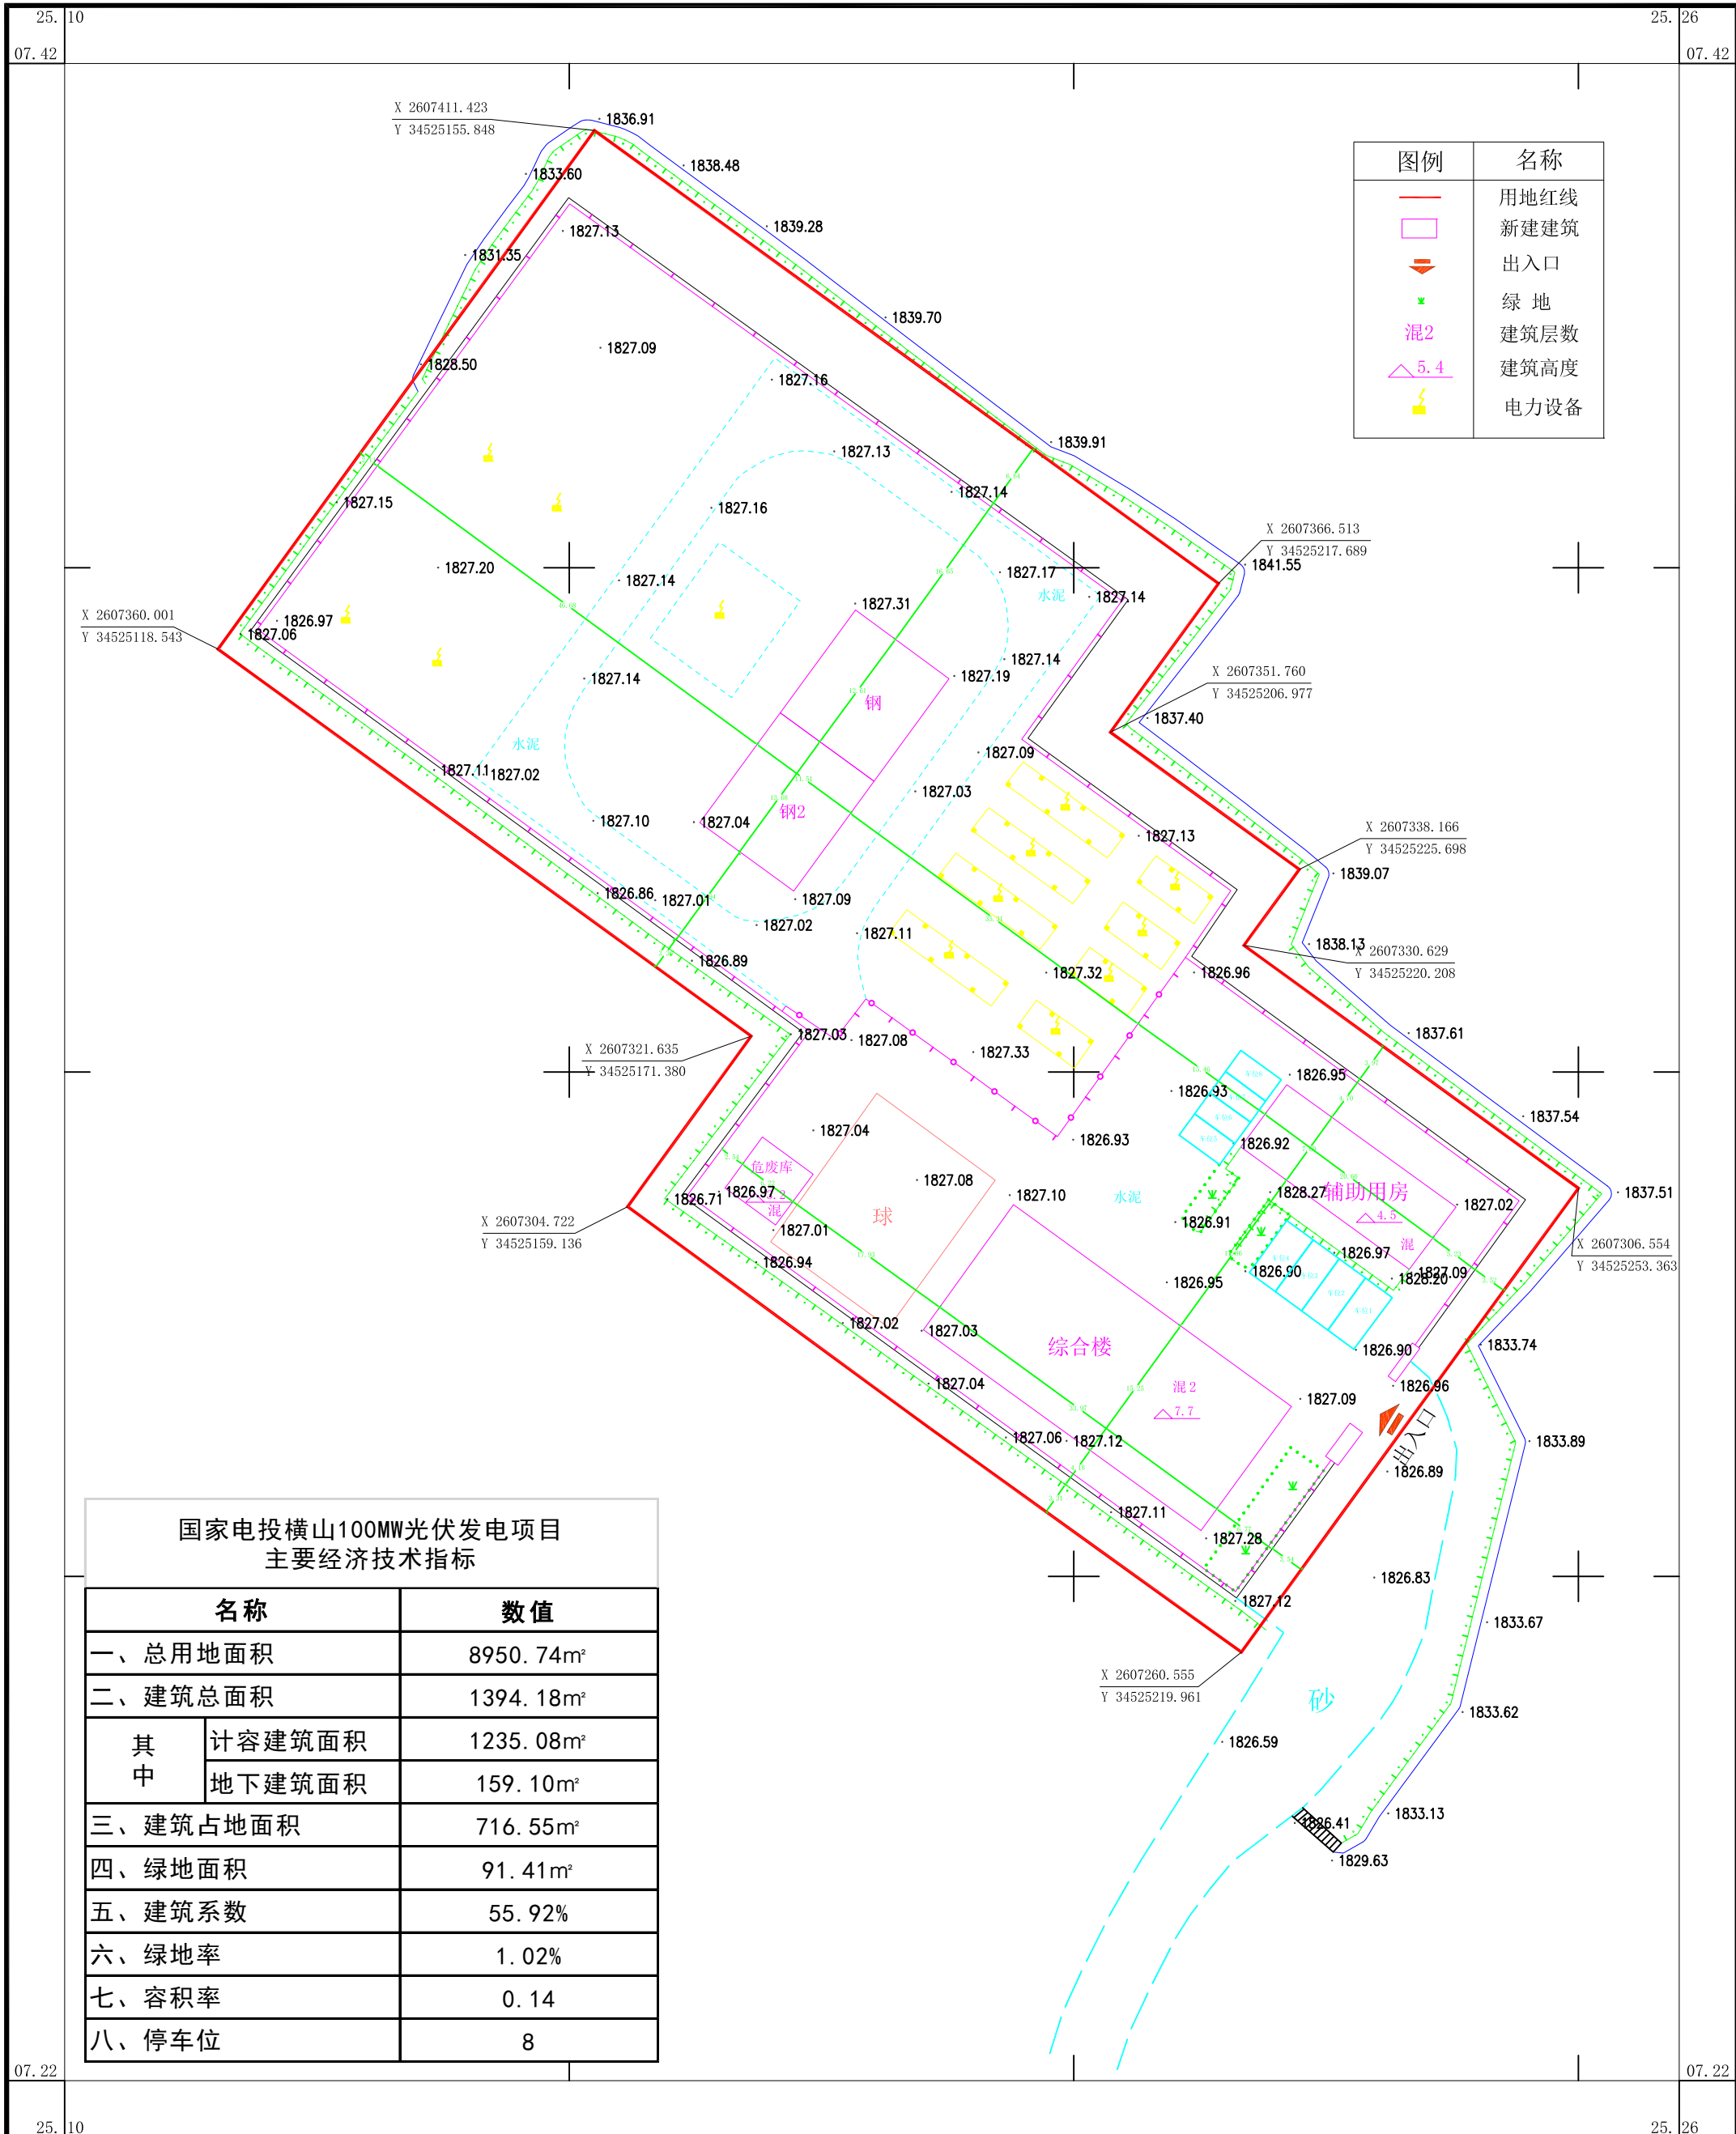 25. 10
25. 26
07. 42
07. 42
X 2607411.423
Y 34525155.848
1836.91
1838.48
1833.60
1839.28
1827.13
1831.35
1839.70
1827.09
1828.50
1827.16
图例 名称
用地红线
新建建筑
出入口
绿 地
混2 建筑层数
5.4 建筑高度
电力设备
1839.91
1827.13
1827.14
1827.15
1827.16
X 2607366.513
Y 34525217.689
1841.55
1827.20
1827.14
1827.17
水泥
1827.14
1827.31
X 2607360.001
Y 34525118.543
1826.97
1827.06
1827.14
1827.14
1827.19
钢
X 2607351.760
Y 34525206.977
1837.40
水泥
1827.11
1827.02
1827.09
1827.03
钢2
1827.10
1827.04
1827.13
X 2607338.166
Y 34525225.698
1839.07
1826.86
1827.01
1827.09
1827.02
1827.11
1826.89
1827.32
1826.96
1838.13
X 2607330.629
Y 34525220.208
1837.61
1827.03
1827.08
1827.33
X 2607321.635
Y 34525171.380
1826.95
1826.93
1837.54
1827.04
1826.93
1826.92
危废库
1826.71
1826.97
混
1827.08
1827.10
水泥
1828.27
辅助用房
4.5
混
1827.02
1837.51
X 2607304.722
Y 34525159.136
1827.01
球
1826.91
1826.97
X 2607306.554
Y 34525253.363
1826.94
1826.95
1826.90
1828.20
1827.09
1827.02
1827.03
综合楼
1826.90
1833.74
1827.04
混2
7.7
1827.09
1826.96
出入口
1827.06
1827.12
1833.89
1826.89
1827.11
1827.28
1826.83
1827.12
1833.67
X 2607260.555
Y 34525219.961
砂
1833.62
1826.59
1833.13
1826.41
1829.63
国家电投横山100MW光伏发电项目
主要经济技术指标
名称 数值
一、总用地面积 8950.74㎡
二、建筑总面积 1394.18㎡
其中 计容建筑面积 1235.08㎡
地下建筑面积 159.10㎡
三、建筑占地面积 716.55㎡
四、绿地面积 91.41㎡
五、建筑系数 55.92%
六、绿地率 1.02%
七、容积率 0.14
八、停车位 8
07. 22
07. 22
25. 10
25. 26